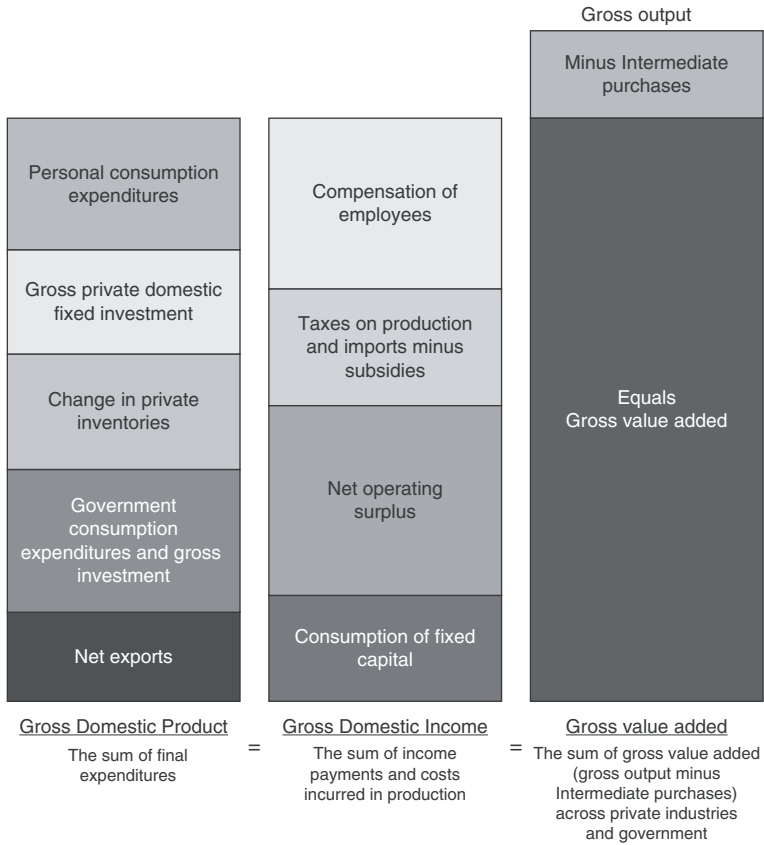 Gross output
Minus Intermediate
purchases
Personal consumption
expenditures
Gross private domestic
fixed investment
Change in private
inventories
Government
consumption
expenditures and gross
investment
Net exports
Compensation of
employees
Taxes on production
and imports minus
subsidies
Net operating
surplus
Consumption of fixed
capital
Equals
Gross value added
Gross Domestic Product
The sum of final
expenditures
=
Gross Domestic Income
The sum of income
payments and costs
incurred in production
=
Gross value added
The sum of gross value added
(gross output minus
Intermediate purchases)
across private industries
and government